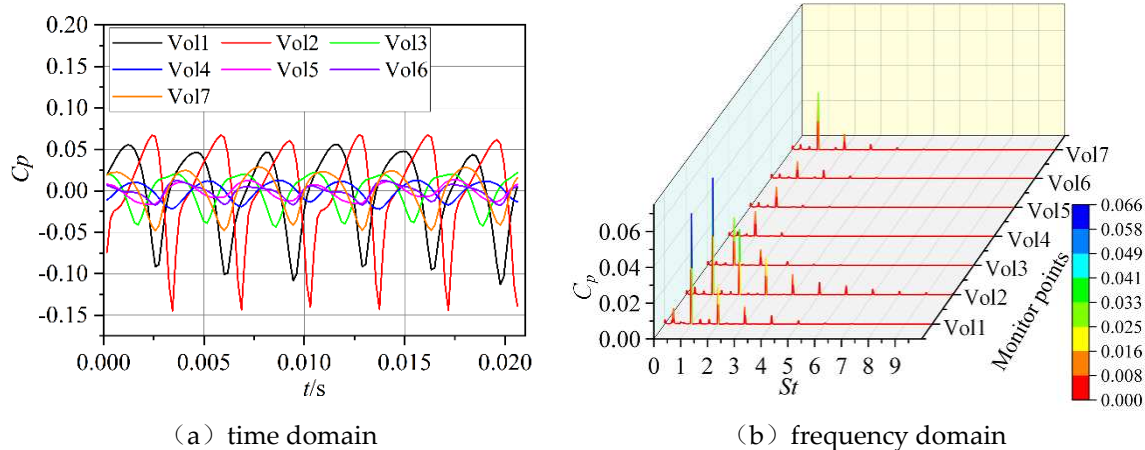 0.20
0.15
0.10
0.05
0.00
-0.05
-0.10
-0.15
Cp
Vol1 Vol2 Vol3
Vol4 Vol5 Vol6
Vol7
0.000 0.005 0.010 0.015 0.020
t/s
（a）time domain
0.06
0.04
0.02
0.00
Cp
0 1 2 3 4 5 6 7 8 9
St
Vol7
Vol6
Vol5
Vol4
Vol3
Vol2
Vol1
Monitor points
0.066
0.058
0.049
0.041
0.033
0.025
0.016
0.008
0.000
（b）frequency domain